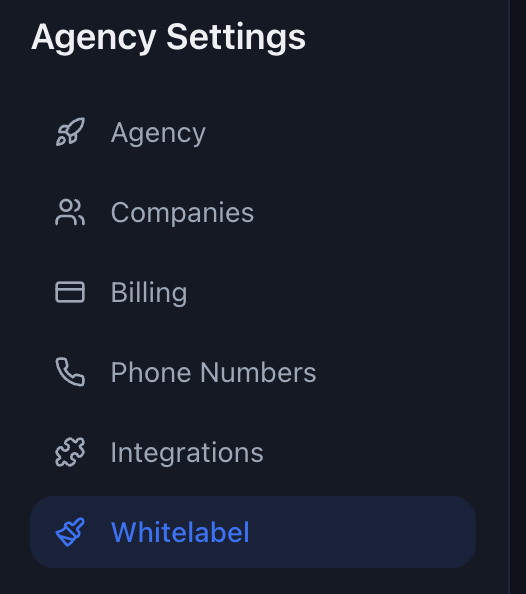 Agency Settings
Agency
Companies
Billing
Phone Numbers
Integrations
Whitelabel